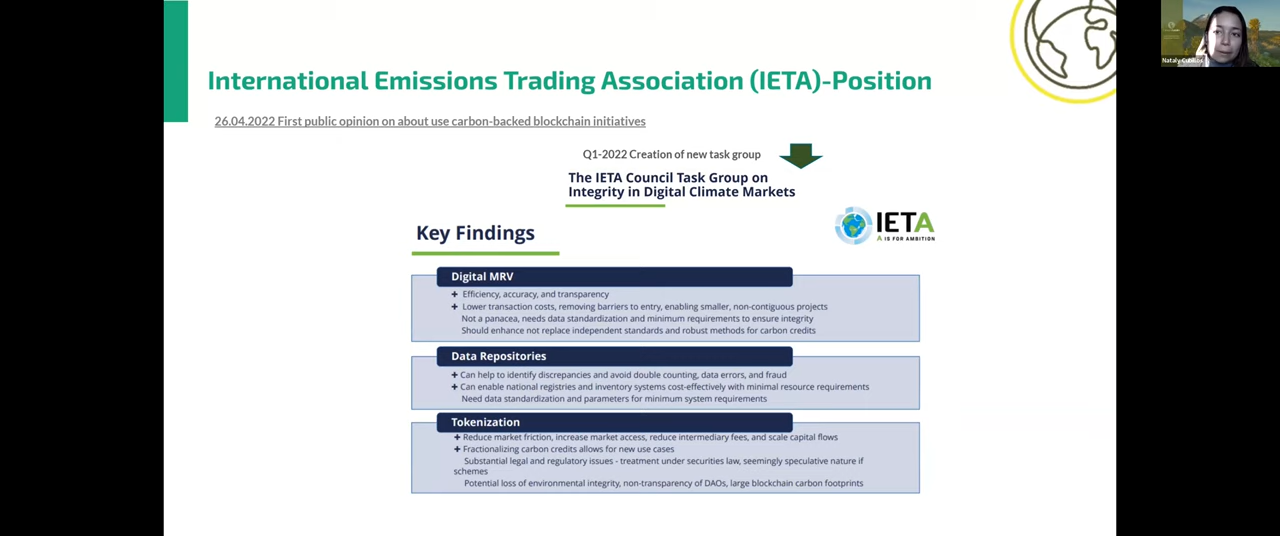 International Emissions Trading Association (IETA)-Position
26.04.2022 First public opinion on about use carbon-backed blockchain initiatives
Q1-2022 Creation of new task group
The IETA Council Task Group on
Integrity in Digital Climate Markets
IETA
A IS FOR AMBITION
Key Findings
Digital MRV
+ Efficiency, accuracy, and transparency
+ Lower transaction costs, removing barriers to entry, enabling smaller, non-contiguous projects
Not a panacea, needs data standardization and minimum requirements to ensure integrity
Should enhance not replace independent standards and robust methods for carbon credits
Data Repositories
+ Can help to identify discrepancies and avoid double counting, data errors, and fraud
+ Can enable national registries and inventory systems cost-effectively with minimal resource requirements
Need data standardization and parameters for minimum system requirements
Tokenization
+ Reduce market friction, increase market access, reduce intermediary fees, and scale capital flows
+ Fractionalizing carbon credits allows for new use cases
Substantial legal and regulatory issues - treatment under securities law, seemingly speculative nature if
schemes
Potential loss of environmental integrity, non-transparency of DAOs, large blockchain carbon footprints
Nataly